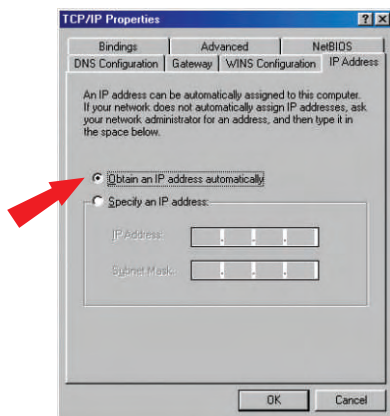 TCP/IP Properties
Bindings Advanced NetBIOS
DNS Configuration Gateway WINS Configuration IP Address
An IP address can be automatically assigned to this computer.
If your network does not automatically assign IP addresses, ask
your network administrator for an address, and then type it in
the space below.
Obtain an IP address automatically
Specify an IP address:
IP Address:
Subnet Mask:
OK Cancel